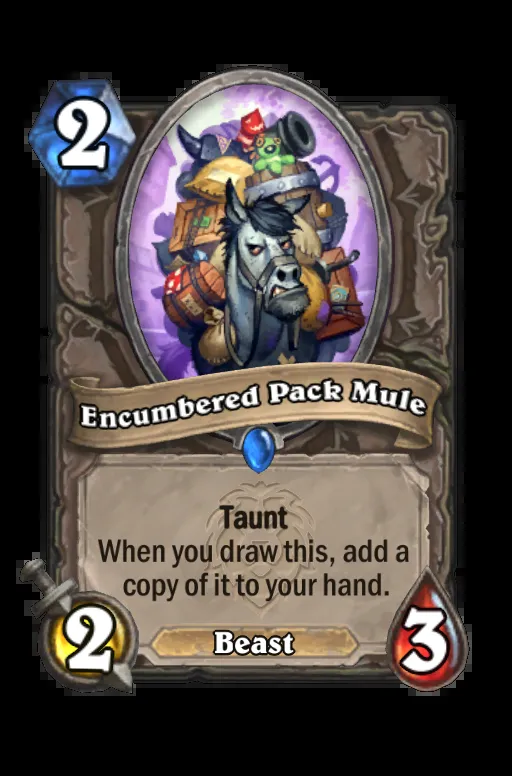 2
Encumbered Pack Mule
Taunt
When you draw this, add a
copy of it to your hand.
2
Beast
3